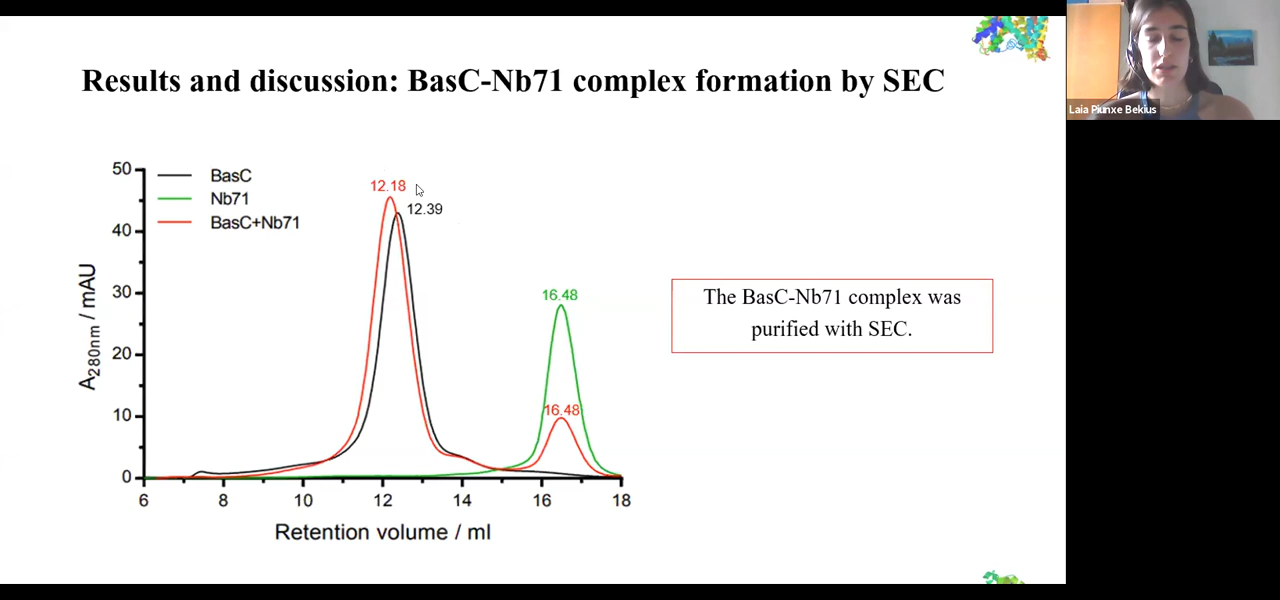 Results and discussion: BasC-Nb71 complex formation by SEC
Laia Piunxe Bekius
BasC
Nb71
BasC+Nb71
12.18
12.39
16.48
16.48
The BasC-Nb71 complex was
purified with SEC.
50
40
30
20
10
0
A280nm / mAU
6 8 10 12 14 16 18
Retention volume / ml